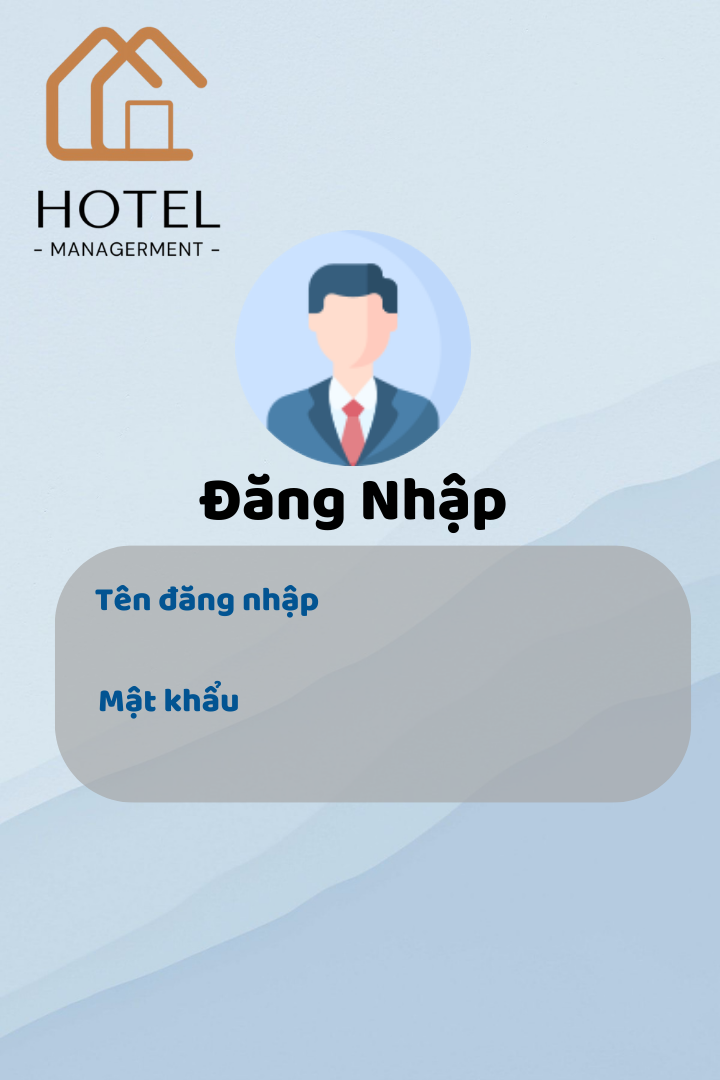 HOTEL
- MANAGERMENT -
Đăng Nhập
Tên đăng nhập
Mật khẩu